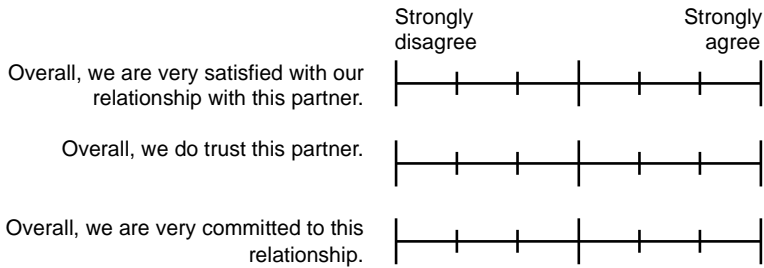 Strongly disagree
Strongly agree
Overall, we are very satisfied with our
relationship with this partner.
Overall, we do trust this partner.
Overall, we are very committed to this
relationship.